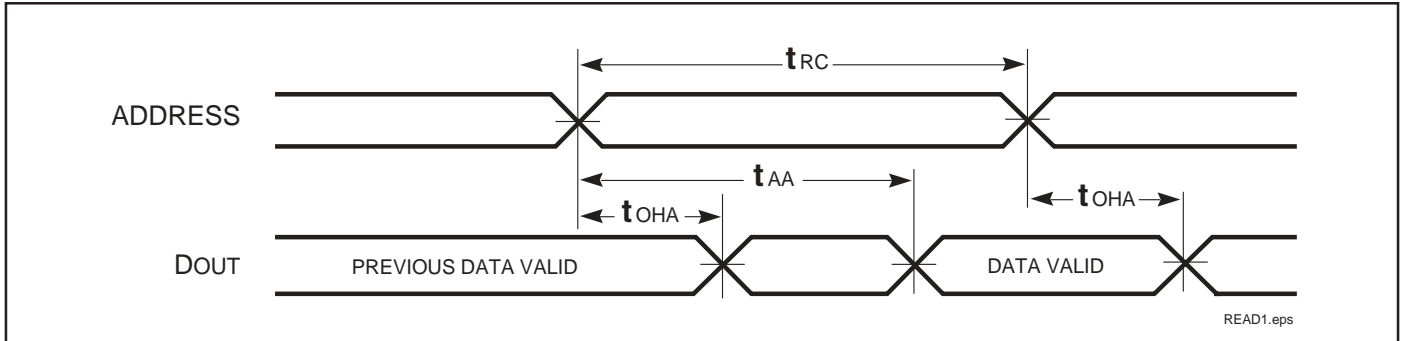 tRC
ADDRESS
tAA
tOHA
tOHA
DOUT
PREVIOUS DATA VALID
DATA VALID
READ1.eps